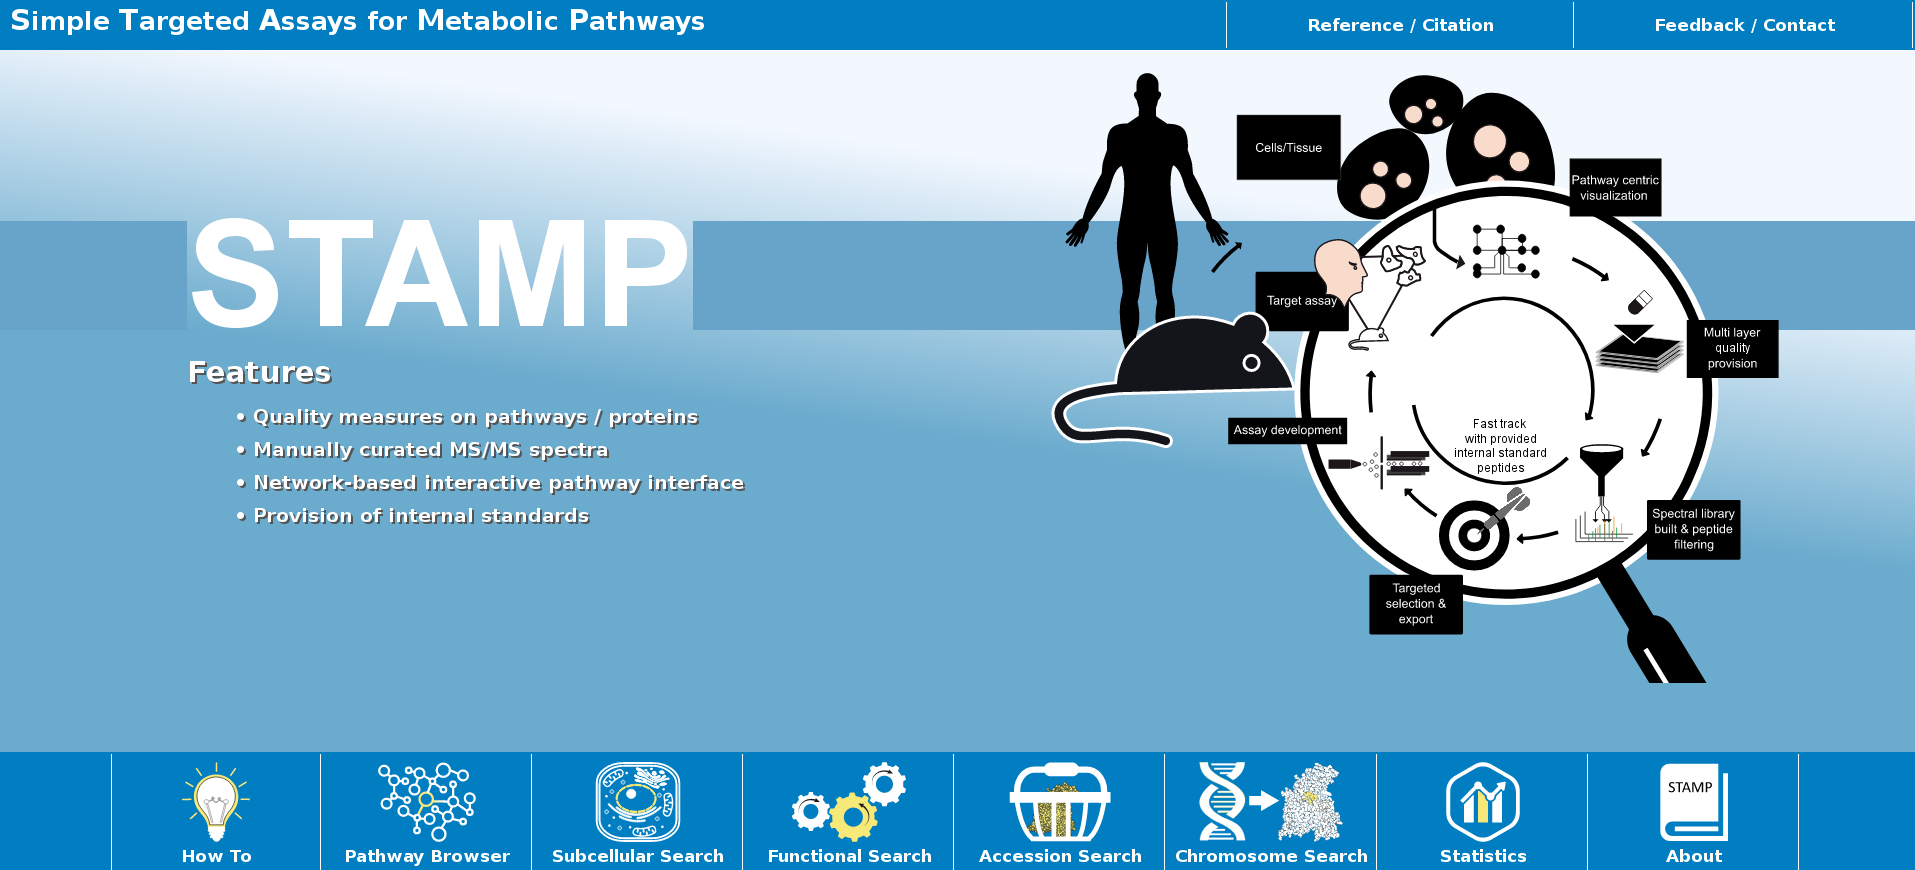 Simple Targeted Assays for Metabolic Pathways
Reference / Citation
Feedback / Contact
STAMP
Features
• Quality measures on pathways / proteins
• Manually curated MS/MS spectra
• Network-based interactive pathway interface
• Provision of internal standards
Cells/Tissue
Pathway centric
visualization
Target assay
Multi layer
quality
provision
Assay development
Fast track
with provided
internal standard
peptides
Spectral library
built & peptide
filtering
Targeted
selection &
export
How To
Pathway Browser
Subcellular Search
Functional Search
Accession Search
Chromosome Search
Statistics
STAMP
About